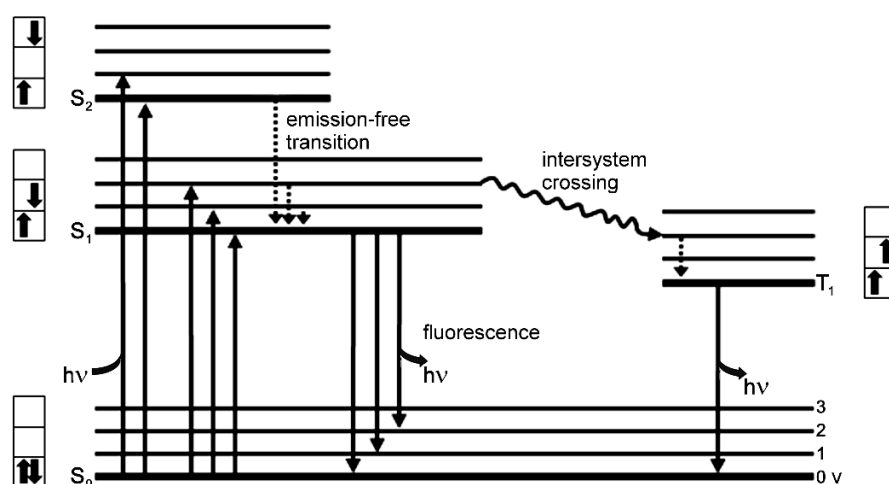 S2
emission-free
transition
intersystem
crossing
S1
T1
fluorescence
hν
hν
hν
3
2
1
S0
0 v